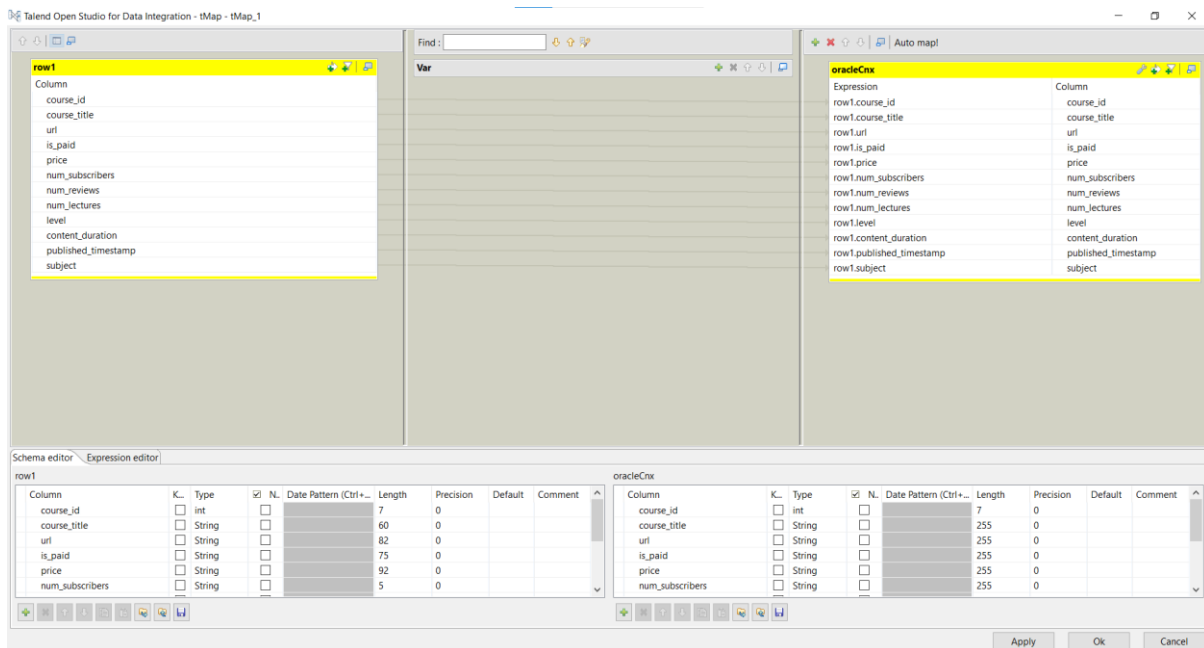 Talend Open Studio for Data Integration - tMap - tMap_1
Find :
Auto map!
row1
Column
course_id
course_title
url
is_paid
price
num_subscribers
num_reviews
num_lectures
level
content_duration
published_timestamp
subject
Var
oracleCnx
Expression Column
row1.course_id course_id
row1.course_title course_title
row1.url url
row1.is_paid is_paid
row1.price price
row1.num_subscribers num_subscribers
row1.num_reviews num_reviews
row1.num_lectures num_lectures
row1.level level
row1.content_duration content_duration
row1.published_timestamp published_timestamp
row1.subject subject
Schema editor Expression editor
row1
Column K... Type N.. Date Pattern (Ctrl+... Length Precision Default Comment
course_id int 7 0
course_title String 60 0
url String 82 0
is_paid String 75 0
price String 92 0
num_subscribers String 5 0
oracleCnx
Column K... Type N.. Date Pattern (Ctrl+... Length Precision Default Comment
course_id int 7 0
course_title String 255 0
url String 255 0
is_paid String 255 0
price String 255 0
num_subscribers String 255 0
Apply Ok Cancel